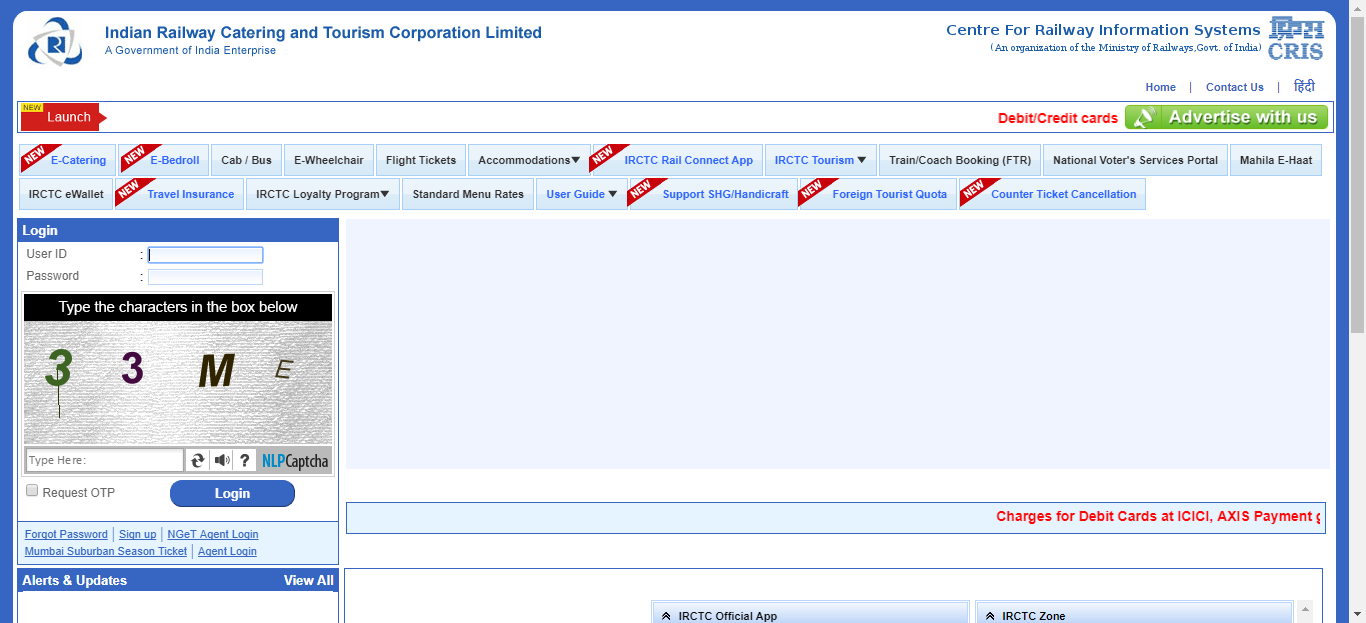 Indian Railway Catering and Tourism Corporation Limited
A Government of India Enterprise
Centre For Railway Information Systems
(An organization of the Ministry of Railways,Govt. of India)
CRIS
Home | Contact Us | हिंदी
NEW
Launch
Debit/Credit cards
Advertise with us
NEW E-Catering NEW E-Bedroll Cab / Bus E-Wheelchair Flight Tickets Accommodations▼ NEW IRCTC Rail Connect App IRCTC Tourism ▼ Train/Coach Booking (FTR) National Voter's Services Portal Mahila E-Haat
IRCTC eWallet NEW Travel Insurance IRCTC Loyalty Program▼ Standard Menu Rates User Guide ▼ NEW Support SHG/Handicraft NEW Foreign Tourist Quota NEW Counter Ticket Cancellation
Login
User ID :
Password :
Type the characters in the box below
3 3 M E
Type Here: ? NLPCaptcha
Request OTP Login
Forgot Password | Sign up | NGeT Agent Login
Mumbai Suburban Season Ticket | Agent Login
Charges for Debit Cards at ICICI, AXIS Payment
Alerts & Updates View All
IRCTC Official App
IRCTC Zone